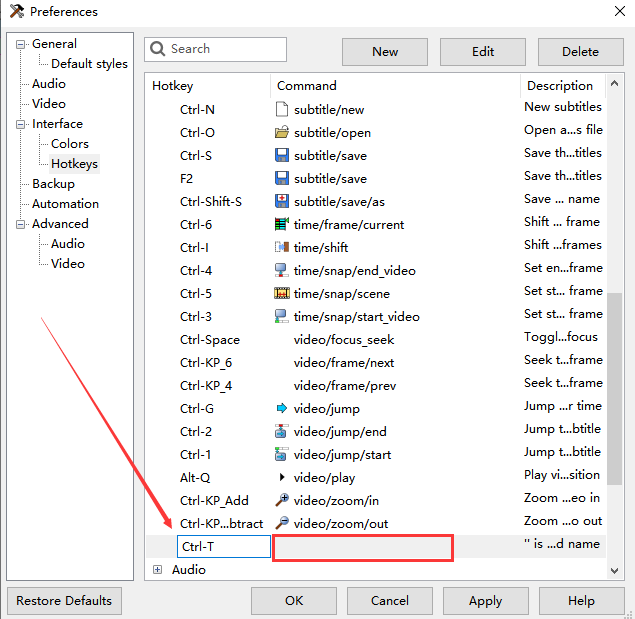 Preferences
General
Default styles
Audio
Video
Interface
Colors
Hotkeys
Backup
Automation
Advanced
Audio
Video
Search
New
Edit
Delete
Hotkey Command Description
Ctrl-N subtitle/new New subtitles
Ctrl-O subtitle/open Open a...s file
Ctrl-S subtitle/save Save th...titles
F2 subtitle/save Save th...titles
Ctrl-Shift-S subtitle/save/as Save ... name
Ctrl-6 time/frame/current Shift ... frame
Ctrl-I time/shift Shift ...frames
Ctrl-4 time/snap/end_video Set en...frame
Ctrl-5 time/snap/scene Set st... frame
Ctrl-3 time/snap/start_video Set st... frame
Ctrl-Space video/focus_seek Toggl...focus
Ctrl-KP_6 video/frame/next Seek t...frame
Ctrl-KP_4 video/frame/prev Seek t...frame
Ctrl-G video/jump Jump ...r time
Ctrl-2 video/jump/end Jump t...btitle
Ctrl-1 video/jump/start Jump t...btitle
Alt-Q video/play Play vi...sition
Ctrl-KP_Add video/zoom/in Zoom ...eo in
Ctrl-KP...btract video/zoom/out Zoom ...o out
Ctrl-T '' is ...d name
Audio
Restore Defaults
OK
Cancel
Apply
Help